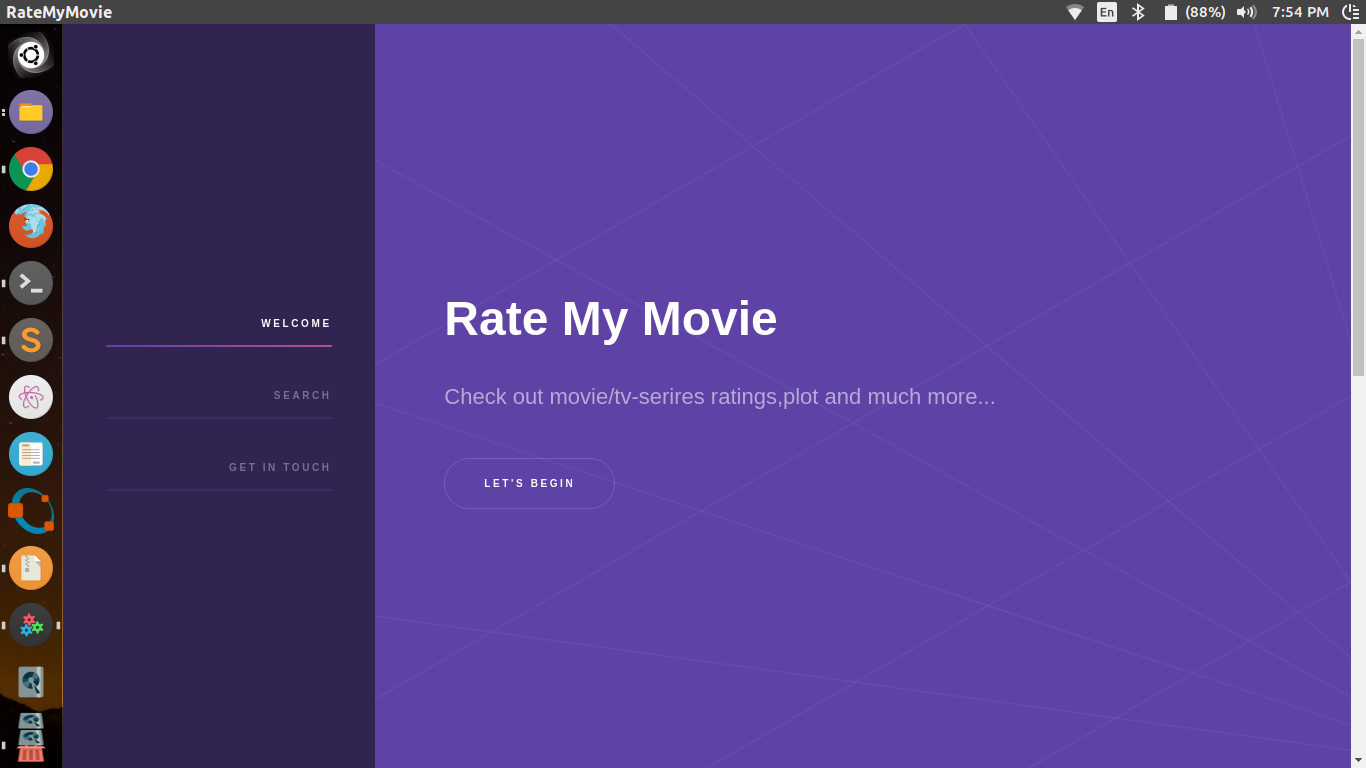 RateMyMovie
En
(88%)
7:54 PM
WELCOME
SEARCH
GET IN TOUCH
Rate My Movie
Check out movie/tv-serires ratings,plot and much more...
LET'S BEGIN